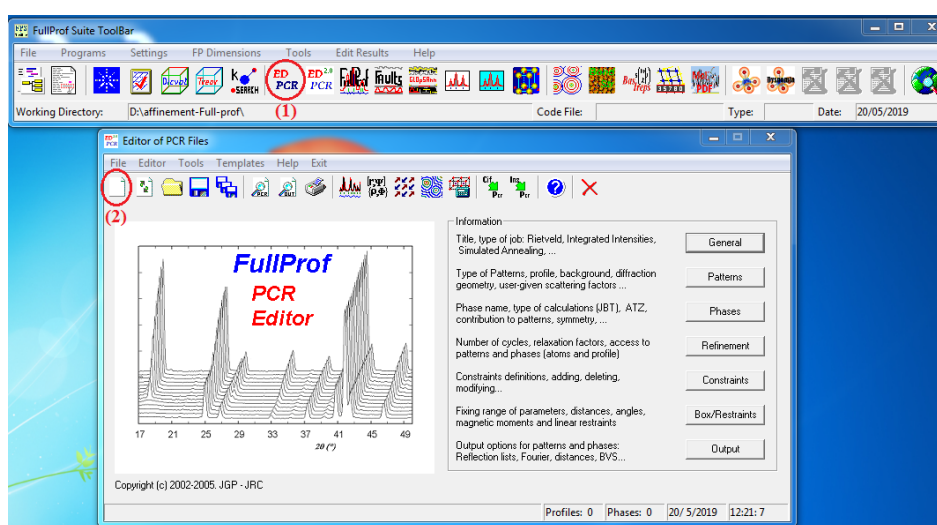 FullProf Suite ToolBar
File Programs Settings FP Dimensions Tools Edit Results Help
ED PCR ED 2.0 PCR
K SEARCH
Working Directory: D:\affinement-Full-prof\ (1) Code File: Type: Date: 20/05/2019
Editor of PCR Files
File Editor Tools Templates Help Exit
(2)
Information
Title, type of job: Rietveld, Integrated Intensities,
Simulated Annealing, ...
General
FullProf
PCR
Editor
Type of Patterns, profile, background, diffraction
geometry, user-given scattering factors ...
Patterns
Phase name, type of calculations (JBT), ATZ,
contribution to patterns, symmetry, ...
Phases
Number of cycles, relaxation factors, access to
patterns and phases (atoms and profile)
Refinement
Constraints definitions, adding, deleting,
modifying...
Constraints
Fixing range of parameters, distances, angles,
magnetic moments and linear restraints
Box/Restraints
Output options for patterns and phases:
Reflection lists, Fourier, distances, BVS...
Output
17 21 25 29 33 37 41 45 49
2θ (°)
Copyright (c) 2002-2005. JGP - JRC
Profiles: 0 Phases: 0 20/ 5/2019 12:21: 7